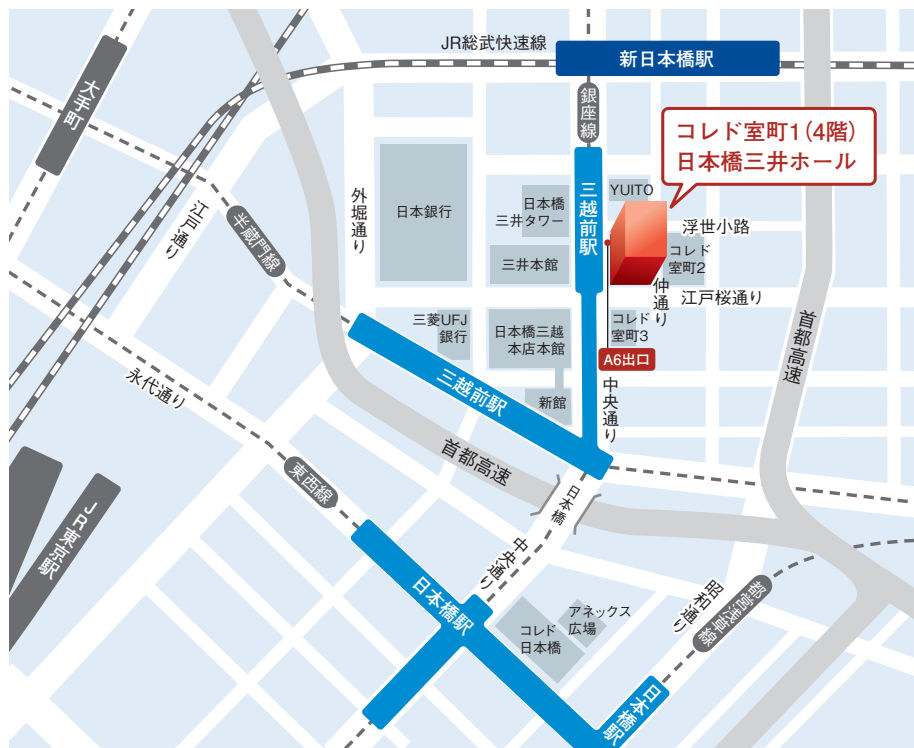 JR総武快速線
新日本橋駅
大手町
銀座線
コレド室町1(4階)
日本橋三井ホール
三越前駅
YUITO
日本橋
三井タワー
浮世小路
外堀通り
日本銀行
江戸通り
半蔵門線
三井本館
コレド
室町2
仲通り
江戸桜通り
三菱UFJ
銀行
日本橋三越
本店本館
コレド
室町3
首都高速
A6出口
永代通り
三越前駅
新館
中央通り
首都高速
東西線
日本橋
JR東京駅
中央通り
日本橋駅
アネックス
広場
コレド
日本橋
昭和通り
都営浅草線
日本橋駅